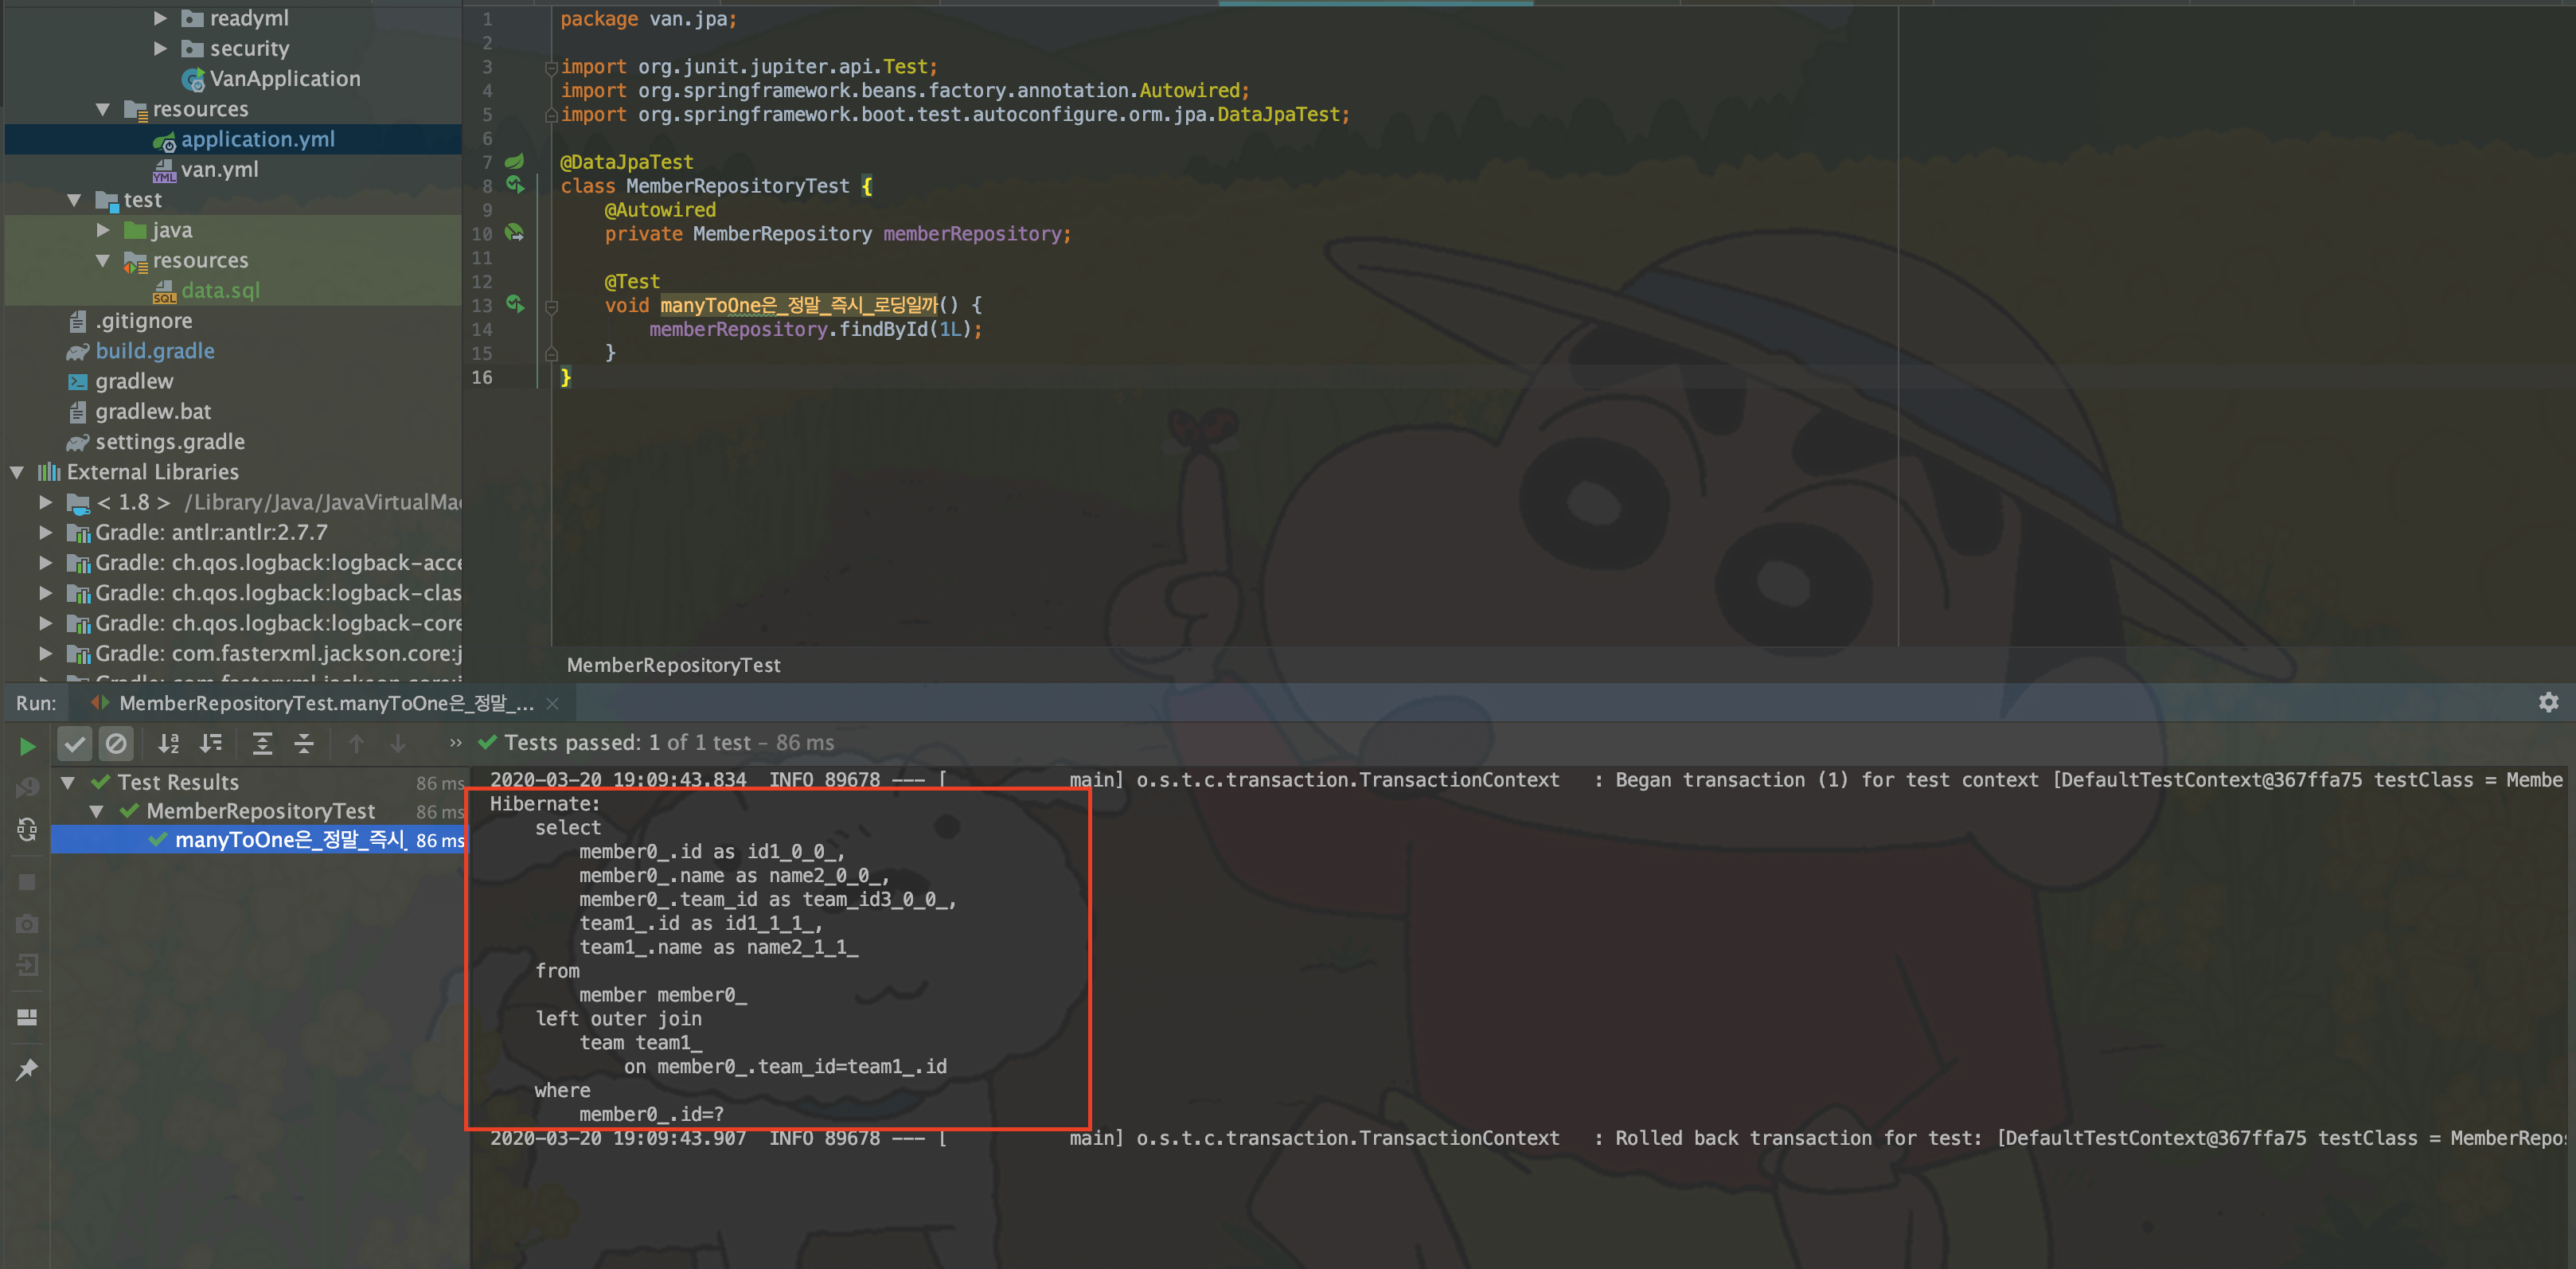 readyml
security
VanApplication
resources
application.yml
van.yml
test
java
resources
data.sql
.gitignore
build.gradle
gradlew
gradlew.bat
settings.gradle
External Libraries
< 1.8 > /Library/Java/JavaVirtualMac
Gradle: antlr:antlr:2.7.7
Gradle: ch.qos.logback:logback-acce
Gradle: ch.qos.logback:logback-clas
Gradle: ch.qos.logback:logback-core
Gradle: com.fasterxml.jackson.core:j
1 package van.jpa;
2
3 import org.junit.jupiter.api.Test;
4 import org.springframework.beans.factory.annotation.Autowired;
5 import org.springframework.boot.test.autoconfigure.orm.jpa.DataJpaTest;
6
7 @DataJpaTest
8 class MemberRepositoryTest {
9 @Autowired
10 private MemberRepository memberRepository;
11
12 @Test
13 void manyToOne은_정말_즉시_로딩일까() {
14 memberRepository.findById(1L);
15 }
16 }
MemberRepositoryTest
Run: MemberRepositoryTest.manyToOne은_정말_...
Tests passed: 1 of 1 test – 86 ms
Test Results 86 ms
MemberRepositoryTest 86 ms
manyToOne은_정말_즉시_ 86 ms
2020-03-20 19:09:43.834 INFO 89678 --- [ main] o.s.t.c.transaction.TransactionContext : Began transaction (1) for test context [DefaultTestContext@367ffa75 testClass = Membe
Hibernate:
select
member0_.id as id1_0_0_,
member0_.name as name2_0_0_,
member0_.team_id as team_id3_0_0_,
team1_.id as id1_1_1_,
team1_.name as name2_1_1_
from
member member0_
left outer join
team team1_
on member0_.team_id=team1_.id
where
member0_.id=?
2020-03-20 19:09:43.907 INFO 89678 --- [ main] o.s.t.c.transaction.TransactionContext : Rolled back transaction for test: [DefaultTestContext@367ffa75 testClass = MemberRepo